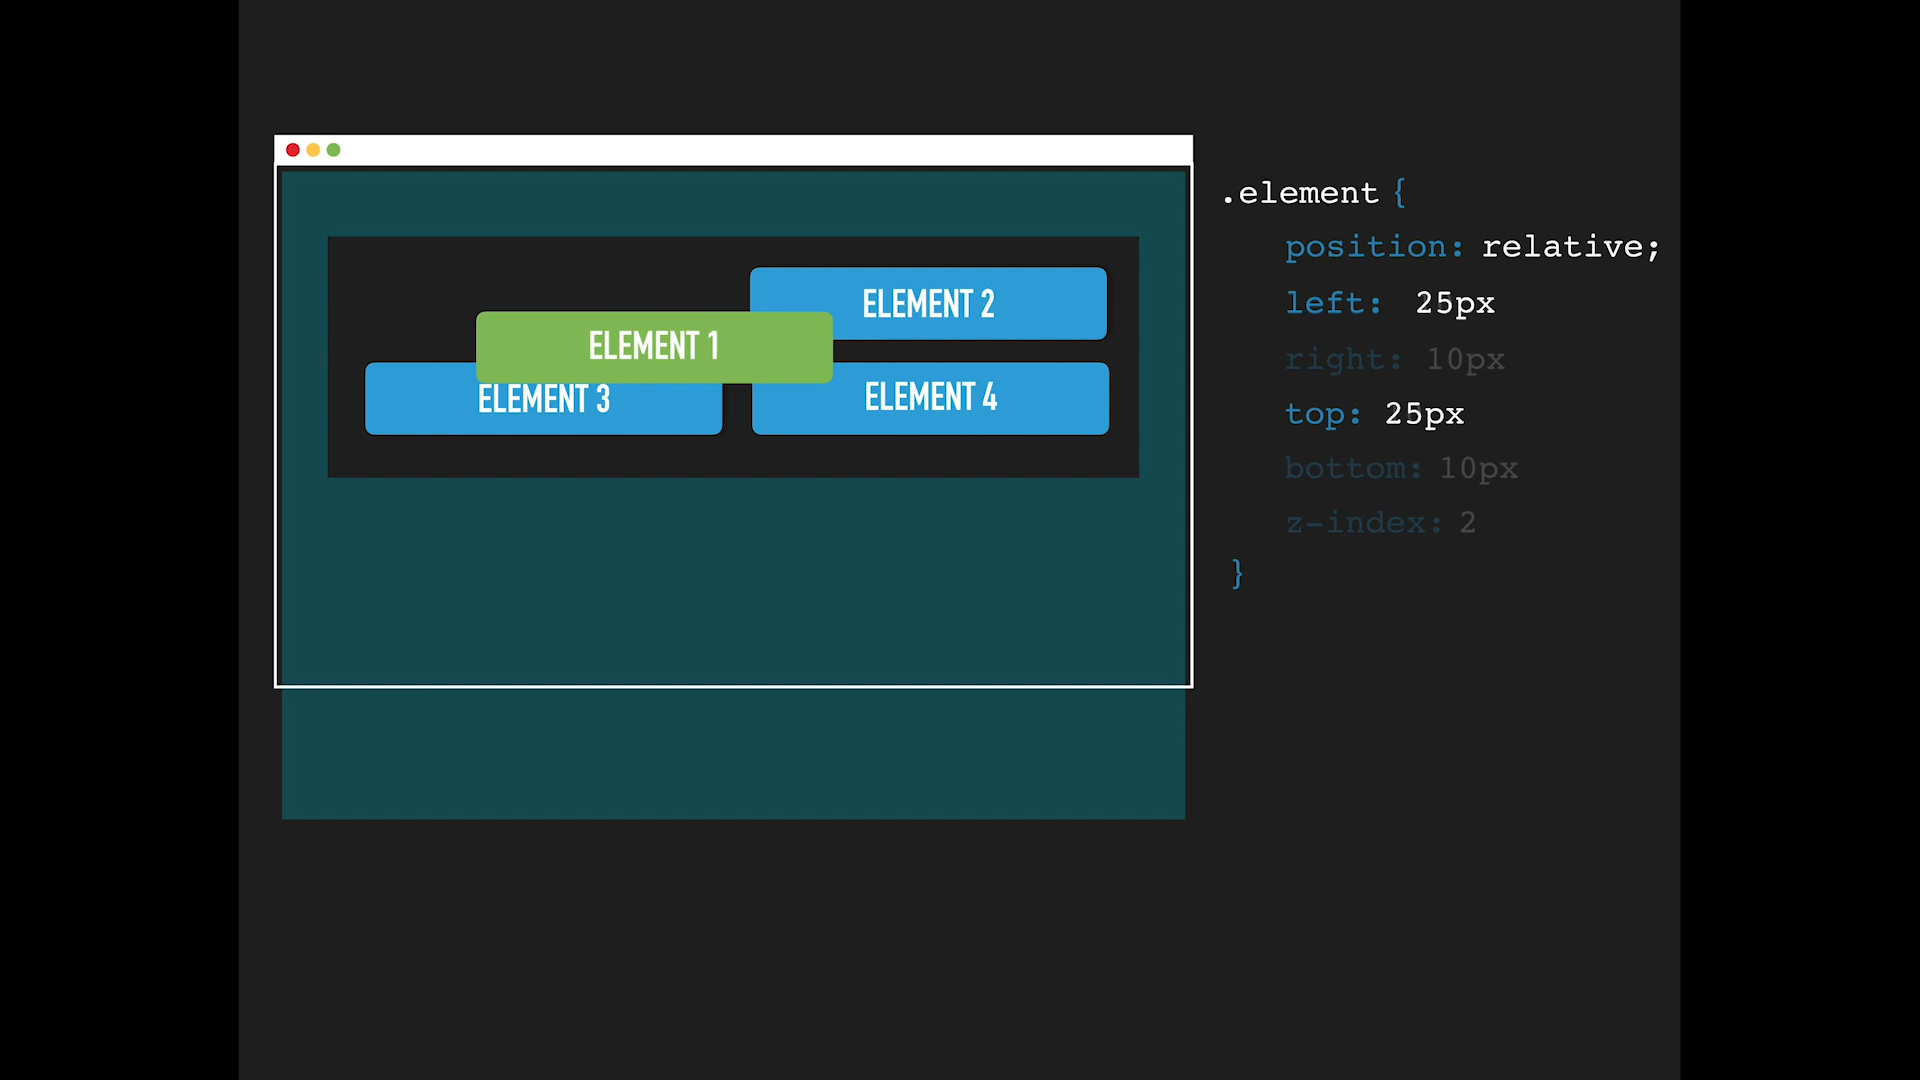 ELEMENT 2
ELEMENT 1
ELEMENT 3
ELEMENT 4
.element {
position: relative;
left: 25px
right: 10px
top: 25px
bottom: 10px
z-index: 2
}